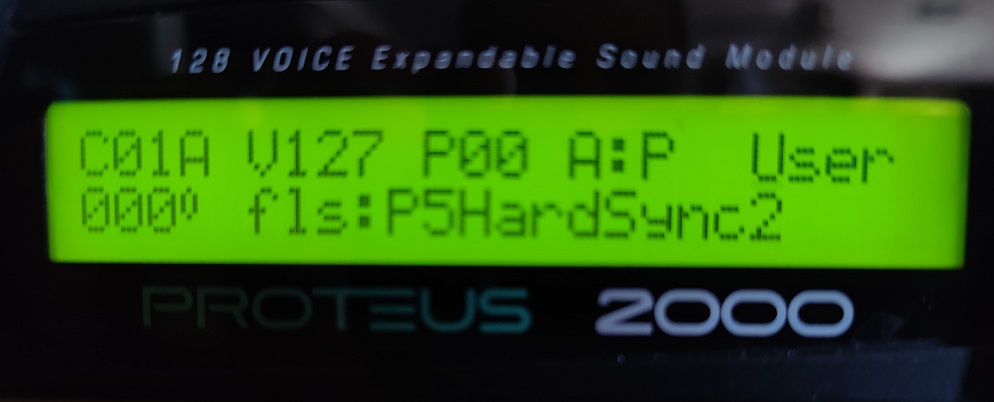 128 VOICE Expandable Sound Module
C01A V127 P00 A:P User
000⁰ fls:P5HardSync2
PROTEUS 2000